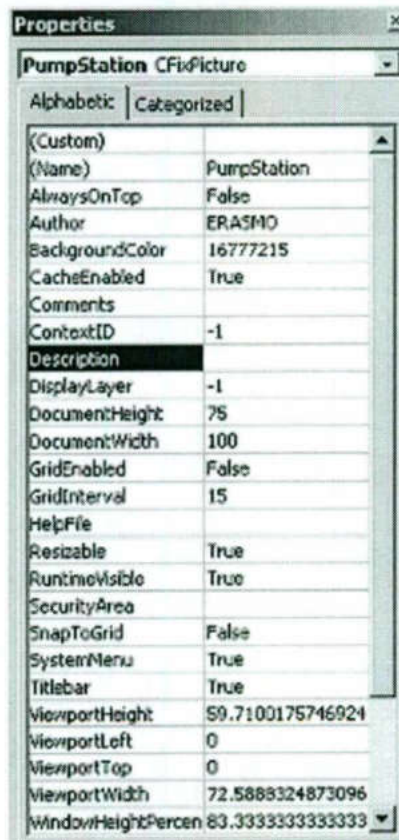 Properties
PumpStation CFixPicture
Alphabetic Categorized
(Custom)
(Name) PumpStation
AlwaysOnTop False
Author ERASMO
BackgroundColor 16777215
CacheEnabled True
Comments
ContextID -1
Description
DisplayLayer -1
DocumentHeight 75
DocumentWidth 100
GridEnabled False
GridInterval 15
HelpFile
Resizable True
RuntimeVisible True
SecurityArea
SnapToGrid False
SystemMenu True
Titlebar True
ViewportHeight 59.7100175746924
ViewportLeft 0
ViewportTop 0
ViewportWidth 72.5888324873096
WindowHeightPercen 83.3333333333333